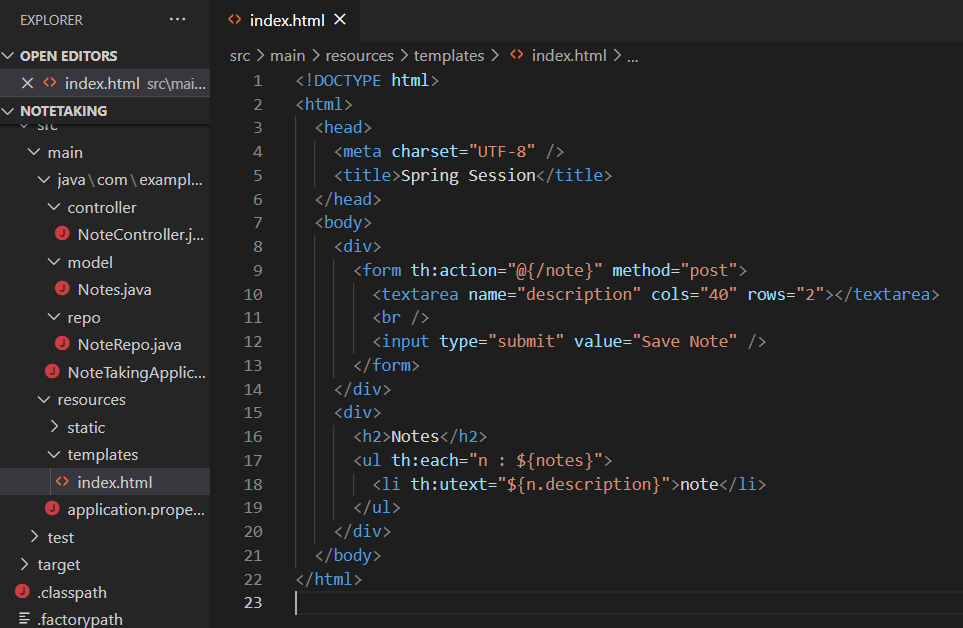 EXPLORER ...
OPEN EDITORS
index.html src\mai...
NOTETAKING
src
main
java\com\exampl...
controller
NoteController.j...
model
Notes.java
repo
NoteRepo.java
NoteTakingApplic...
resources
static
templates
index.html
application.prope...
test
target
.classpath
.factorypath
index.html
src > main > resources > templates > index.html > ...
1 <!DOCTYPE html>
2 <html>
3 <head>
4 <meta charset="UTF-8" />
5 <title>Spring Session</title>
6 </head>
7 <body>
8 <div>
9 <form th:action="@{/note}" method="post">
10 <textarea name="description" cols="40" rows="2"></textarea>
11 <br />
12 <input type="submit" value="Save Note" />
13 </form>
14 </div>
15 <div>
16 <h2>Notes</h2>
17 <ul th:each="n : ${notes}">
18 <li th:utext="${n.description}">note</li>
19 </ul>
20 </div>
21 </body>
22 </html>
23